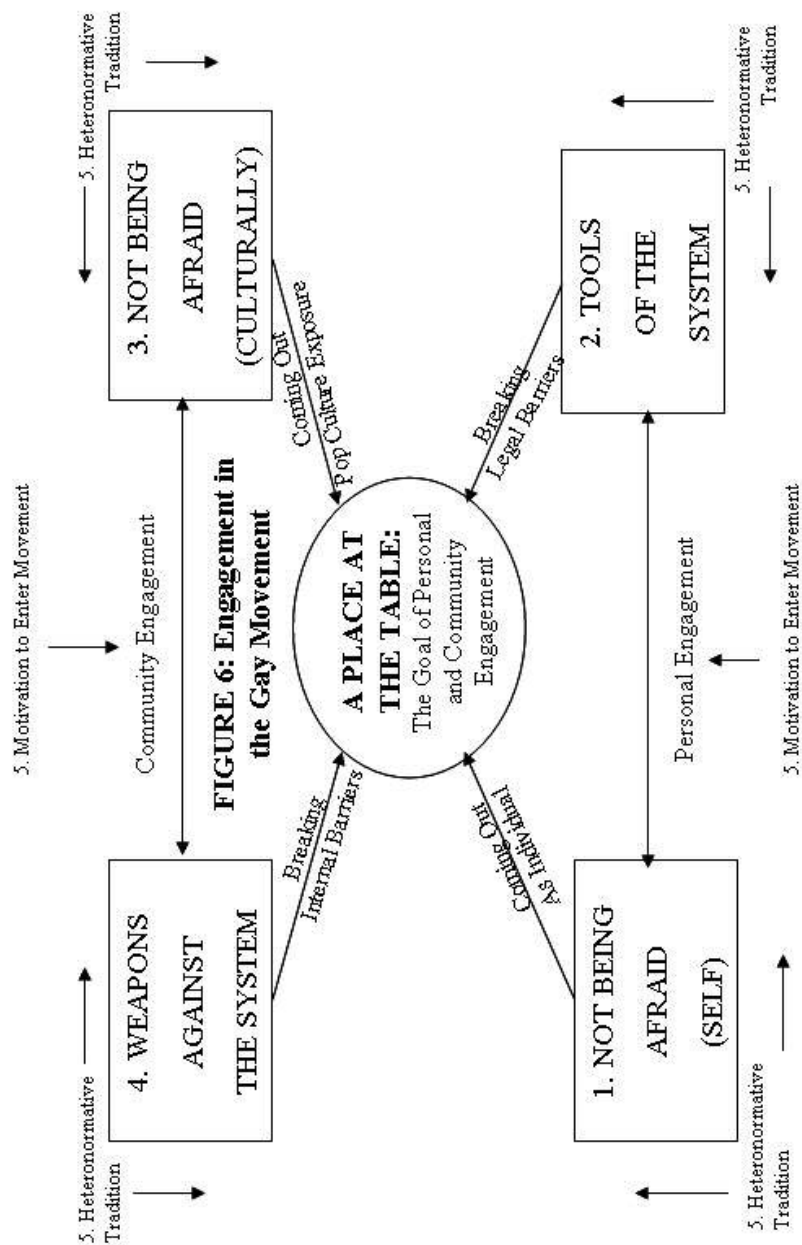 5. Motivation to Enter Movement
5. Heteronormative
Tradition
5. Heteronormative
Tradition
Community Engagement
4. WEAPONS
AGAINST
THE SYSTEM
3. NOT BEING
AFRAID
(CULTURALLY)
FIGURE 6: Engagement in
the Gay Movement
Breaking
Internal Barriers
Coming Out
Pop Culture Exposure
A PLACE AT
THE TABLE:
The Goal of Personal
and Community
Engagement
Coming Out
As Individual
Breaking
Legal Barriers
1. NOT BEING
AFRAID
(SELF)
2. TOOLS
OF THE
SYSTEM
Personal Engagement
5. Heteronormative
Tradition
5. Heteronormative
Tradition
5. Motivation to Enter Movement